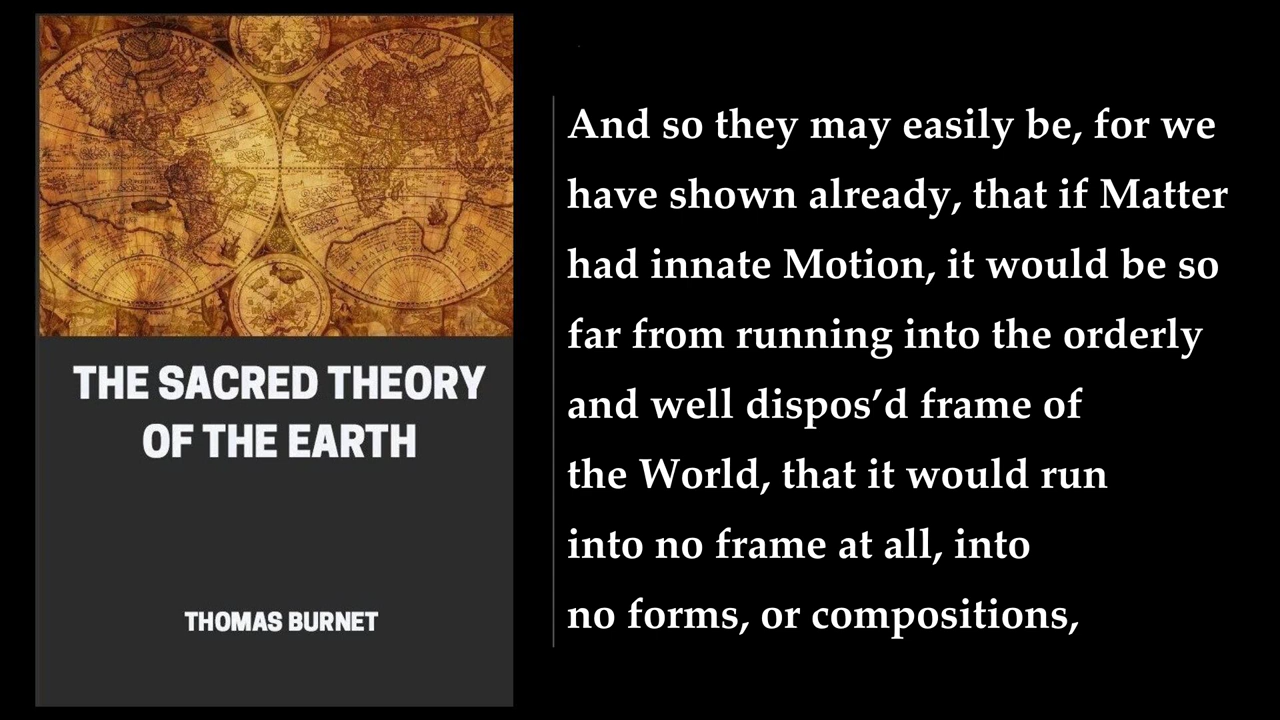 THE SACRED THEORY
OF THE EARTH
THOMAS BURNET
And so they may easily be, for we
have shown already, that if Matter
had innate Motion, it would be so
far from running into the orderly
and well dispos’d frame of
the World, that it would run
into no frame at all, into
no forms, or compositions,